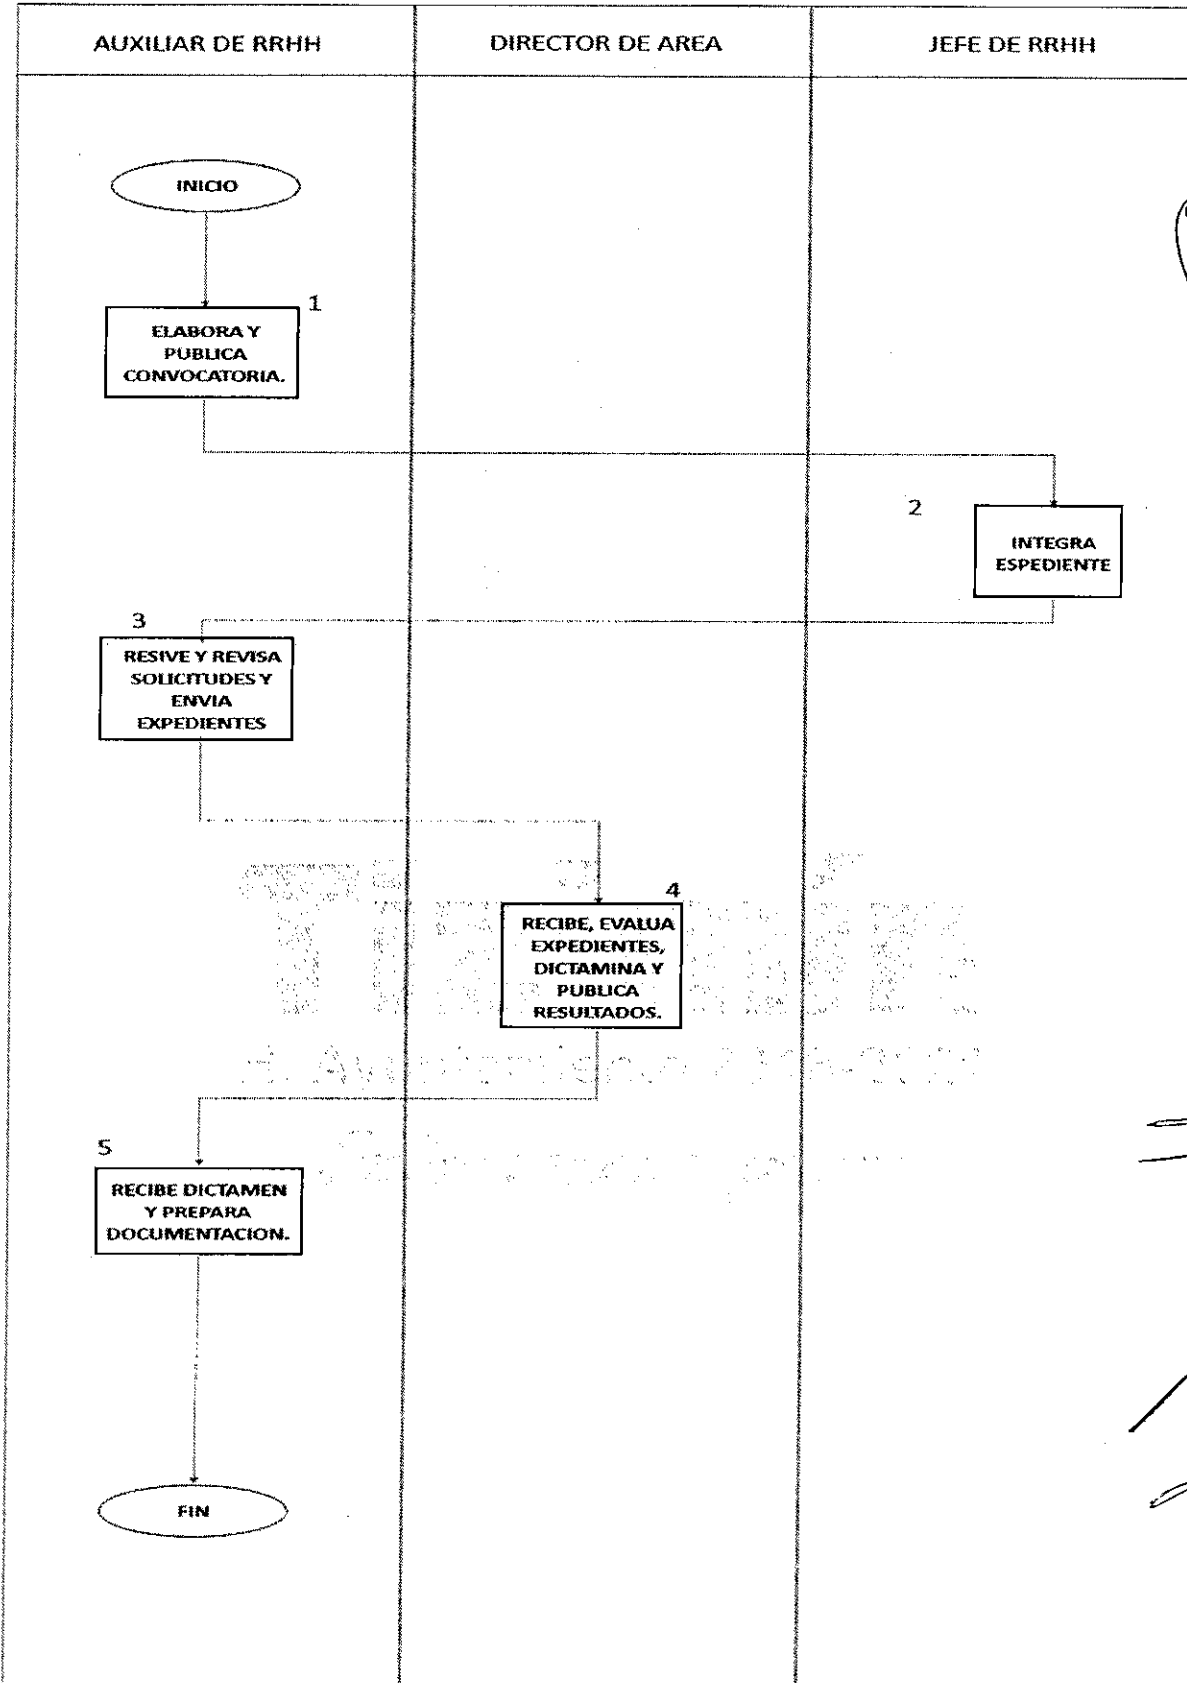 AUXILIAR DE RRHH
DIRECTOR DE AREA
JEFE DE RRHH
INICIO
1
ELABORA Y
PUBLICA
CONVOCATORIA.
2
INTEGRA
ESPEDIENTE
3
RESIVE Y REVISA
SOLICITUDES Y
ENVIA
EXPEDIENTES
4
RECIBE, EVALUA
EXPEDIENTES,
DICTAMINA Y
PUBLICA
RESULTADOS.
5
RECIBE DICTAMEN
Y PREPARA
DOCUMENTACION.
FIN